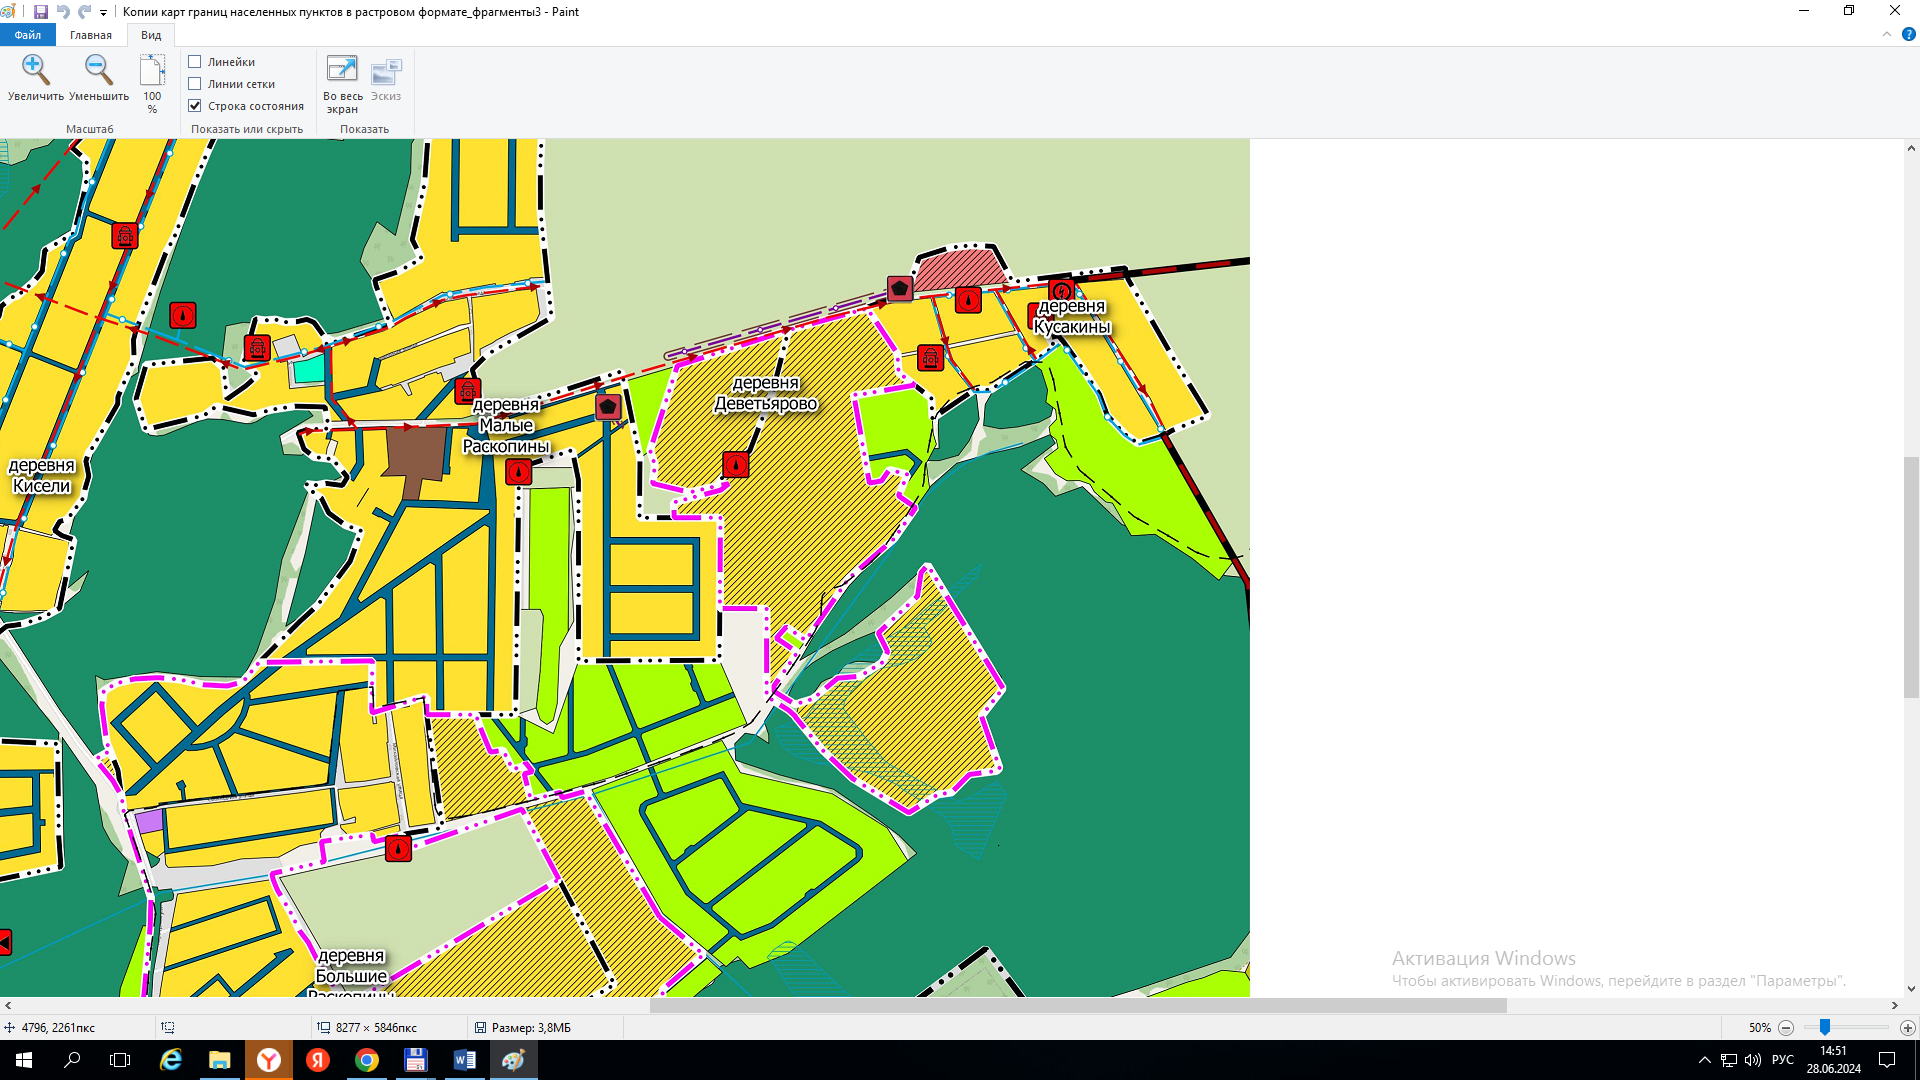 Копии карт границ населенных пунктов в растровом формате_фрагменты3 - Paint
Файл
Главная
Вид
Увеличить
Уменьшить
100
%
Линейки
Линии сетки
Строка состояния
Во весь
экран
Эскиз
Масштаб
Показать или скрыть
Показать
деревня
Кусакины
деревня
Деветьярово
деревня
Малые
Раскопины
деревня
Кисели
деревня
Большие
Раскопины
Активация Windows
Чтобы активировать Windows, перейдите в раздел "Параметры".
4796, 2261пкс
8277 × 5846пкс
Размер: 3,8МБ
50%
РУС
14:51
28.06.2024